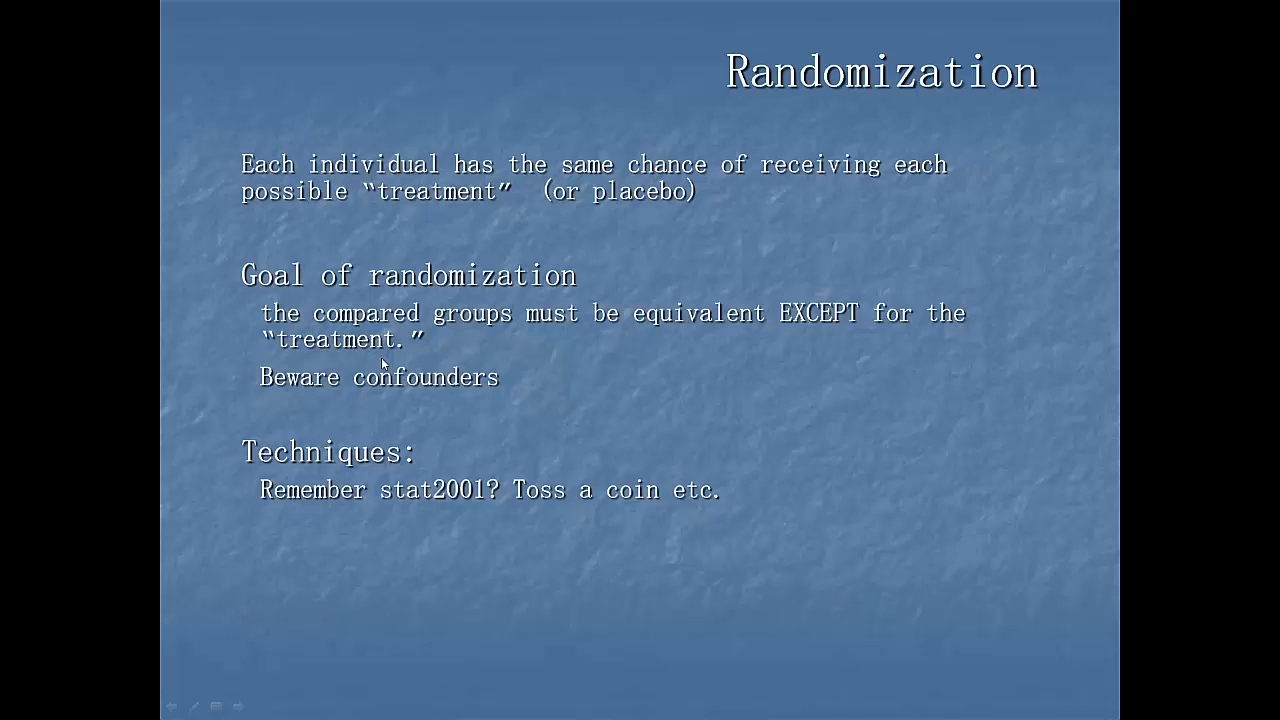 Randomization
Each individual has the same chance of receiving each
possible “treatment” (or placebo)
Goal of randomization
the compared groups must be equivalent EXCEPT for the
“treatment.”
Beware confounders
Techniques:
Remember stat2001? Toss a coin etc.